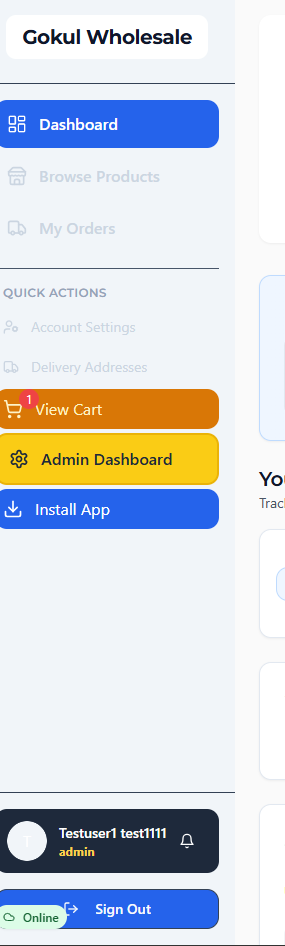 Gokul Wholesale
Dashboard
Browse Products
My Orders
QUICK ACTIONS
Account Settings
Delivery Addresses
1
View Cart
Admin Dashboard
Install App
You
Trac
T
Testuser1 test1111
admin
Sign Out
Online